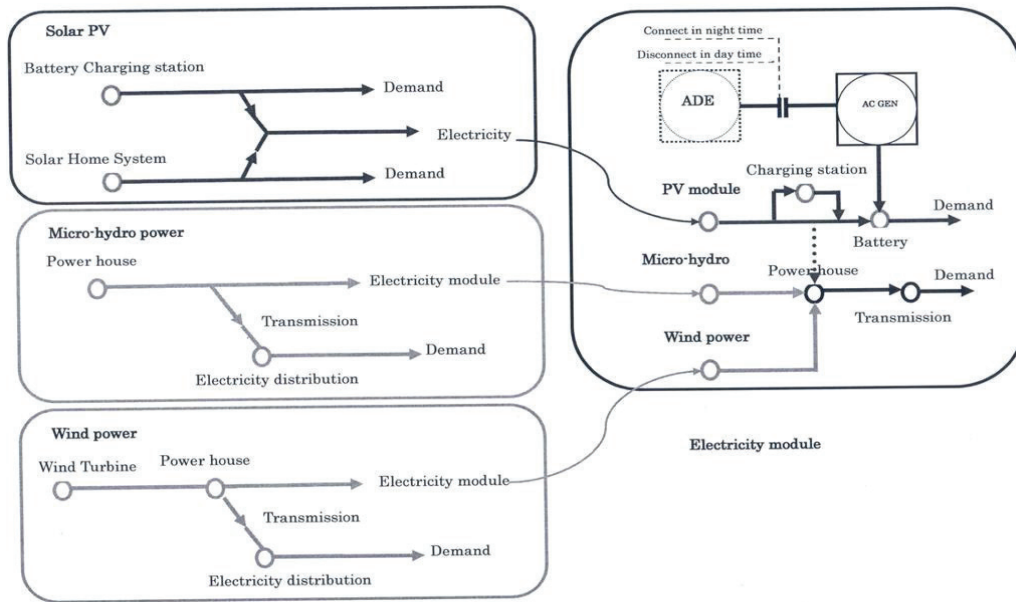 Solar PV
Battery Charging station
Demand
Electricity
Solar Home System
Demand
Micro-hydro power
Power house
Electricity module
Transmission
Demand
Electricity distribution
Wind power
Wind Turbine
Power house
Electricity module
Transmission
Demand
Electricity distribution
Connect in night time
Disconnect in day time
ADE
AC GEN
Charging station
PV module
Demand
Battery
Micro-hydro
Power house
Demand
Transmission
Wind power
Electricity module